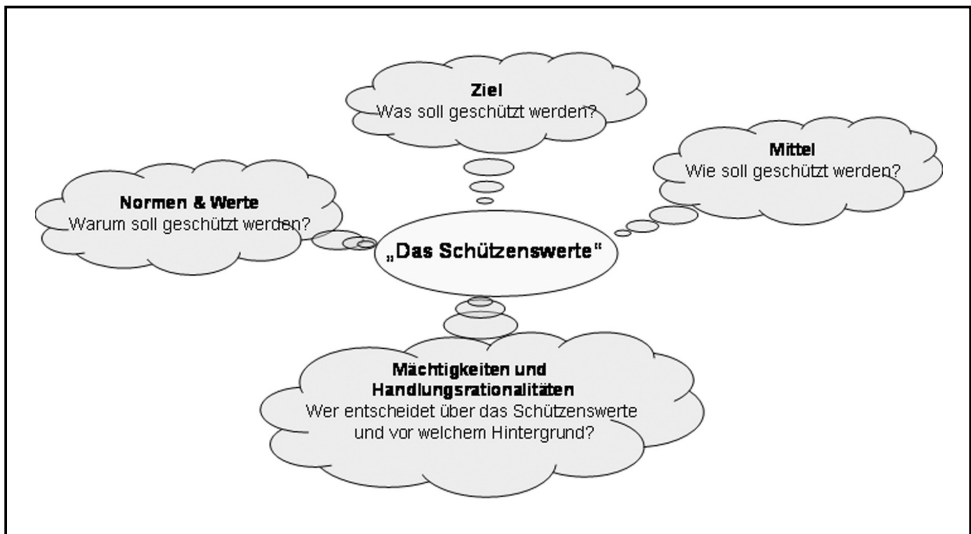 Ziel
Was soll geschützt werden?
Mittel
Wie soll geschützt werden?
Normen & Werte
Warum soll geschützt werden?
„Das Schützenswerte“
Mächtigkeiten und
Handlungsrationalitäten
Wer entscheidet über das Schützenswerte
und vor welchem Hintergrund?